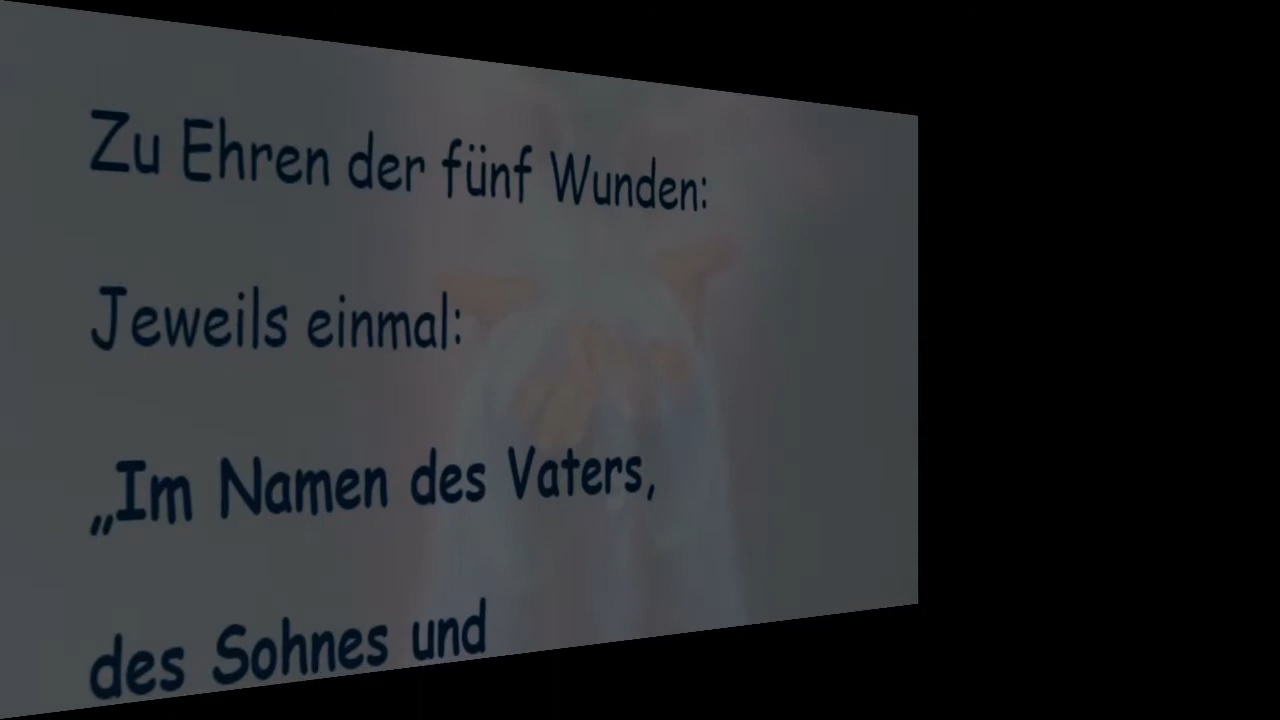 Zu Ehren der fünf Wunden:
Jeweils einmal:
„Im Namen des Vaters,
des Sohnes und